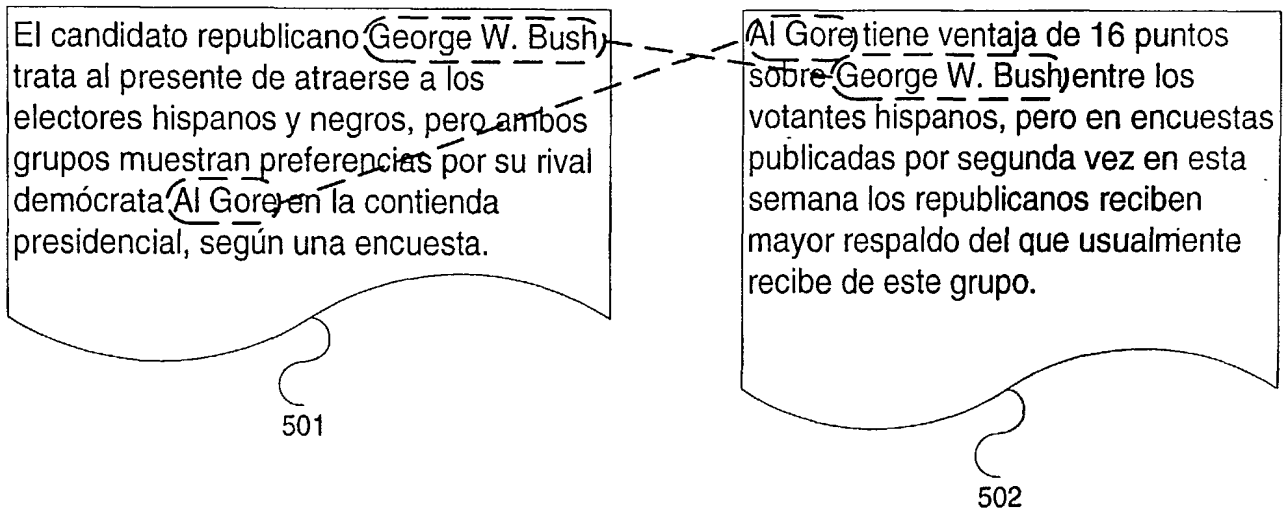 El candidato republicano George W. Bush
trata al presente de atraerse a los
electores hispanos y negros, pero ambos
grupos muestran preferencias por su rival
demócrata Al Gore en la contienda
presidencial, según una encuesta.
501
Al Gore tiene ventaja de 16 puntos
sobre George W. Bush entre los
votantes hispanos, pero en encuestas
publicadas por segunda vez en esta
semana los republicanos reciben
mayor respaldo del que usualmente
recibe de este grupo.
502